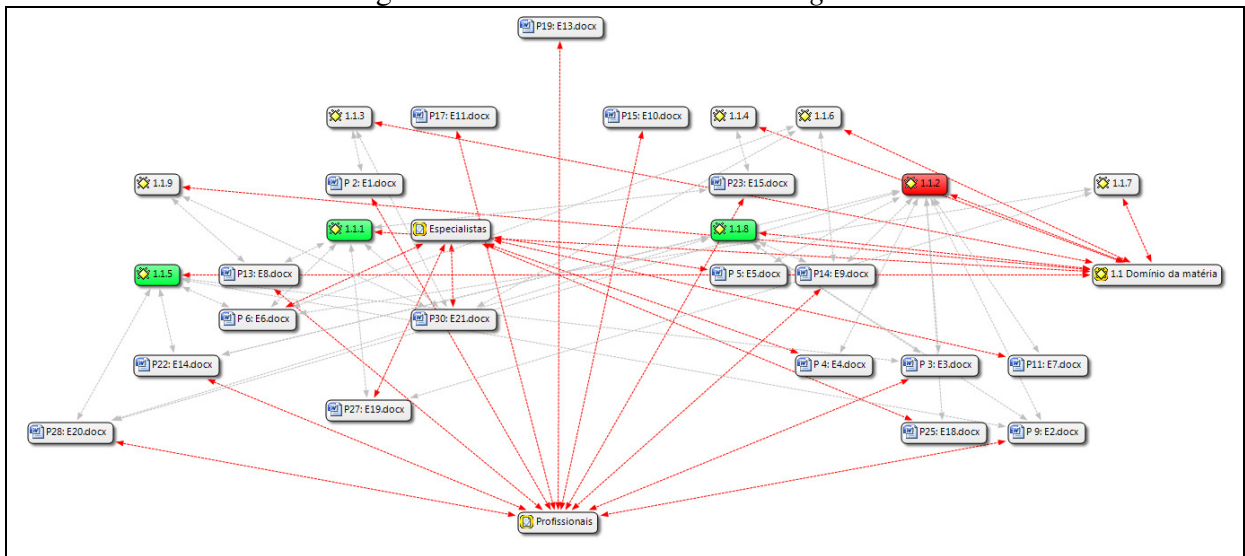 P19: E13.docx
1.1.3
P17: E11.docx
P15: E10.docx
1.1.4
1.1.6
1.1.9
P 2: E1.docx
P23: E15.docx
1.1.2
1.1.7
1.1.1
Especialistas
1.1.8
1.1.5
P13: E8.docx
P 5: E5.docx
P14: E9.docx
1.1 Domínio da matéria
P 6: E6.docx
P30: E21.docx
P22: E14.docx
P 4: E4.docx
P 3: E3.docx
P11: E7.docx
P27: E19.docx
P28: E20.docx
P25: E18.docx
P 9: E2.docx
Profissionais